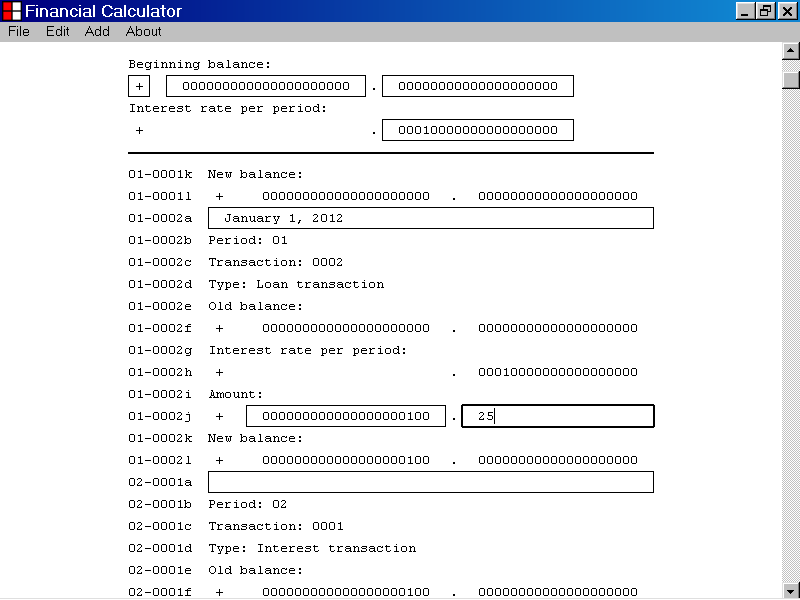 Financial Calculator
File Edit Add About
Beginning balance:
+ 000000000000000000000 . 00000000000000000000
Interest rate per period:
+ . 00010000000000000000
01-0001k New balance:
01-0001l + 000000000000000000000 . 00000000000000000000
01-0002a January 1, 2012
01-0002b Period: 01
01-0002c Transaction: 0002
01-0002d Type: Loan transaction
01-0002e Old balance:
01-0002f + 000000000000000000000 . 00000000000000000000
01-0002g Interest rate per period:
01-0002h + . 00010000000000000000
01-0002i Amount:
01-0002j + 000000000000000000100 . 25
01-0002k New balance:
01-0002l + 000000000000000000100 . 00000000000000000000
02-0001a
02-0001b Period: 02
02-0001c Transaction: 0001
02-0001d Type: Interest transaction
02-0001e Old balance:
02-0001f + 000000000000000000100 . 00000000000000000000